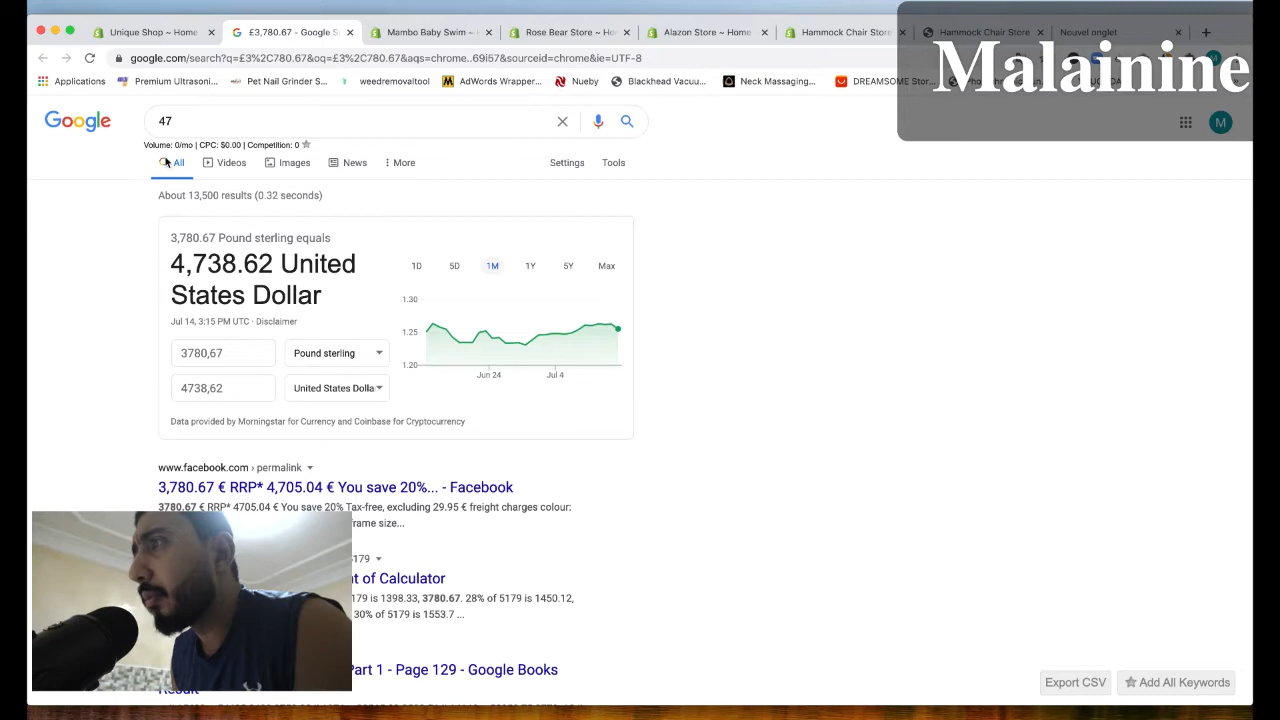 Unique Shop ~ Home
£3,780.67 - Google S
Mambo Baby Swim ~
Rose Bear Store ~ Ho
Alazon Store ~ Home
Hammock Chair Store
Hammock Chair Store
Nouvel onglet
Malainine
google.com/search?q=£3%2C780.67&oq=£3%2C780.67&aqs=chrome..69i57&sourceid=chrome&ie=UTF-8
Applications
Premium Ultrasoni...
Pet Nail Grinder S...
weedremovaltool
AdWords Wrapper...
Nueby
Blackhead Vacuu...
Neck Massaging...
DREAMSOME Stor...
Google
47
M
Volume: 0/mo | CPC: $0.00 | Competition: 0
All
Videos
Images
News
More
Settings
Tools
About 13,500 results (0.32 seconds)
3,780.67 Pound sterling equals
4,738.62 United
States Dollar
Jul 14, 3:15 PM UTC · Disclaimer
3780,67
Pound sterling
4738,62
United States Dolla
1D
5D
1M
1Y
5Y
Max
1.30
1.25
1.20
Jun 24
Jul 4
Data provided by Morningstar for Currency and Coinbase for Cryptocurrency
www.facebook.com › permalink
3,780.67 € RRP* 4,705.04 € You save 20%... - Facebook
3780.67 € RRP* 4705.04 € You save 20% Tax-free, excluding 29.95 € freight charges colour:
frame size...
5179
nt of Calculator
179 is 1398.33, 3780.67. 28% of 5179 is 1450.12,
30% of 5179 is 1553.7 ...
Part 1 - Page 129 - Google Books
Result
Export CSV
Add All Keywords